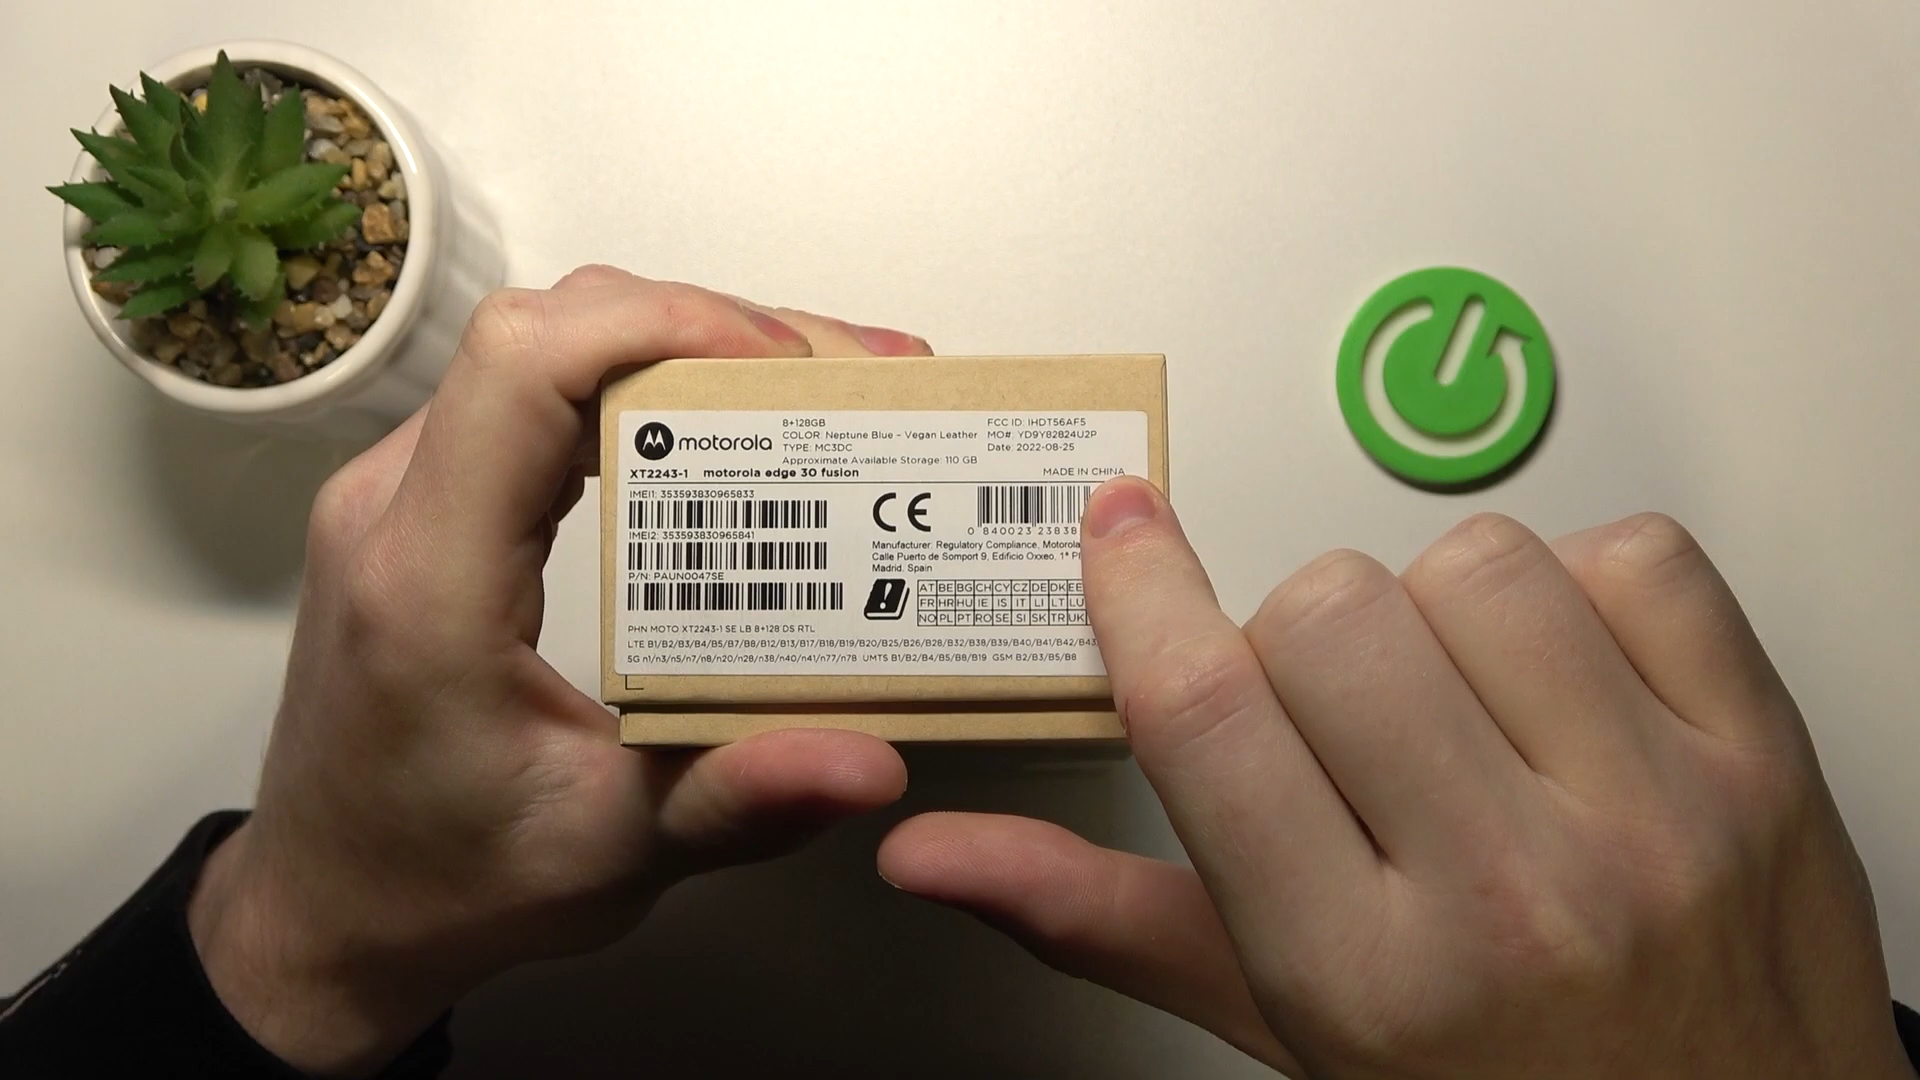 motorola
8+128GB
COLOR: Neptune Blue – Vegan Leather
TYPE: MC3DC
Approximate Available Storage: 110 GB
FCC ID: IHDT56AF5
MO#: YD9Y82824U2P
Date: 2022-08-25
XT2243-1 motorola edge 30 fusion
MADE IN CHINA
IMEI1: 353593830965833
IMEI2: 353593830965841
P/N: PAUN0047SE
CE
0 840023 23838
Manufacturer: Regulatory Compliance, Motorola
Calle Puerto de Somport 9, Edificio Oxxeo, 1ª
Madrid. Spain
AT BE BG CH CY CZ DE DK EE
FR HR HU IE IS IT LI LT LU
NO PL PT RO SE SI SK TR UK
PHN MOTO XT2243-1 SE LB 8+128 DS RTL
LTE B1/B2/B3/B4/B5/B7/B8/B12/B13/B17/B18/B19/B20/B25/B26/B28/B32/B38/B39/B40/B41/B42/B43/
5G n1/n3/n5/n7/n8/n20/n28/n38/n40/n41/n77/n78 UMTS B1/B2/B4/B5/B8/B19 GSM B2/B3/B5/B8